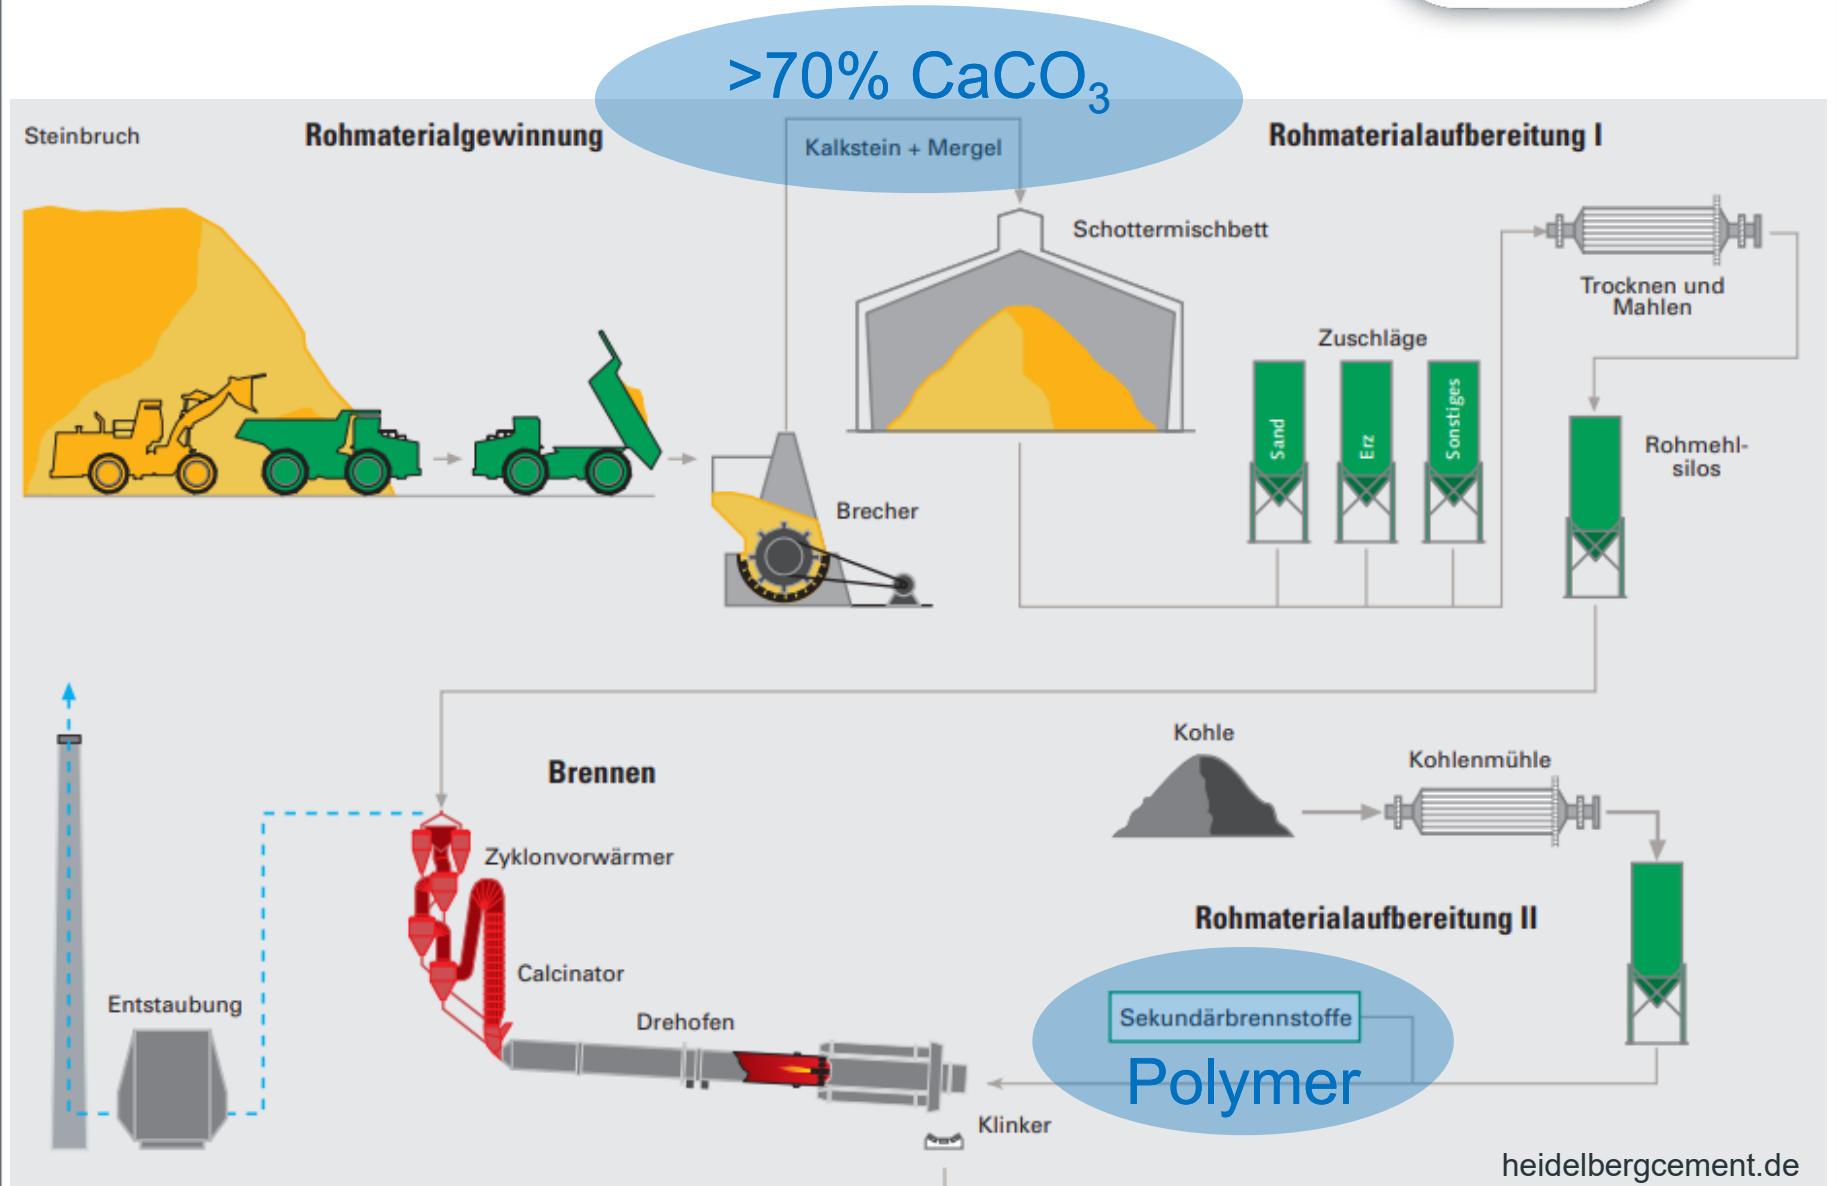 >70% CaCO₃
Steinbruch
Rohmaterialgewinnung
Kalkstein + Mergel
Rohmaterialaufbereitung I
Schottermischbett
Trocknen und
Mahlen
Zuschläge
Sand
Erz
Sonstiges
Rohmehl-
silos
Brecher
Kohle
Kohlenmühle
Brennen
Zyklonvorwärmer
Rohmaterialaufbereitung II
Calcinator
Entstaubung
Drehofen
Sekundärbrennstoffe
Polymer
Klinker
heidelbergcement.de